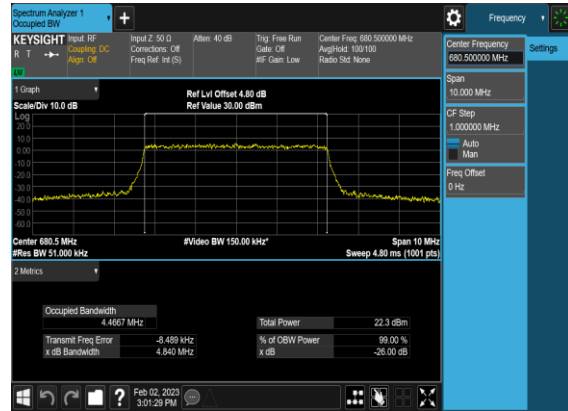 Spectrum Analyzer 1
Occupied BW
+
Frequency
KEYSIGHT
R T
LV
Input: RF
Coupling: DC
Align: Off
Input Z: 50 Ω
Corrections: Off
Freq Ref: Int (S)
Atten: 40 dB
Trig: Free Run
Gate: Off
#IF Gain: Low
Center Freq: 680.500000 MHz
Avg|Hold: 100/100
Radio Std: None
Center Frequency
680.500000 MHz
Settings
Span
10.000 MHz
CF Step
1.000000 MHz
Auto
Man
Freq Offset
0 Hz
1 Graph
Scale/Div 10.0 dB
Ref Lvl Offset 4.80 dB
Ref Value 30.00 dBm
Log
20.0
10.0
0.00
-10.0
-20.0
-30.0
-40.0
-50.0
-60.0
Center 680.5 MHz
#Res BW 51.000 kHz
#Video BW 150.00 kHz*
Span 10 MHz
Sweep 4.80 ms (1001 pts)
2 Metrics
Occupied Bandwidth
4.4667 MHz
Total Power 22.3 dBm
Transmit Freq Error -8.489 kHz
% of OBW Power 99.00 %
x dB Bandwidth 4.840 MHz
x dB -26.00 dB
?
Feb 02, 2023
3:01:29 PM